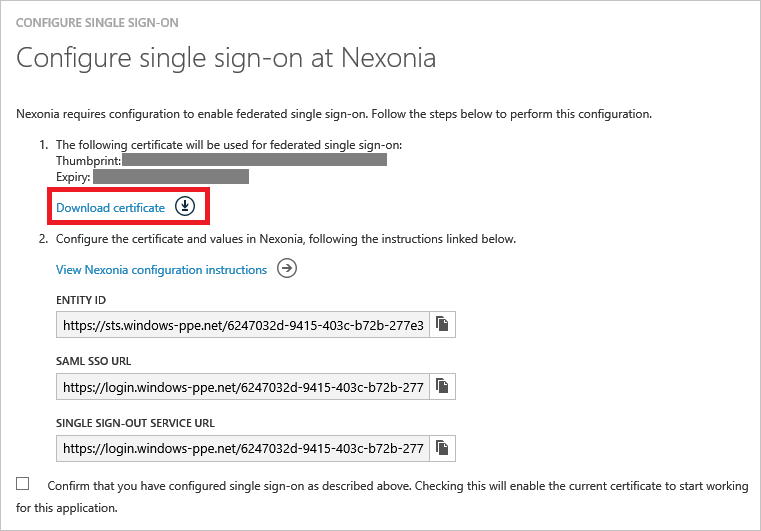 CONFIGURE SINGLE SIGN-ON
Configure single sign-on at Nexonia
Nexonia requires configuration to enable federated single sign-on. Follow the steps below to perform this configuration.
1. The following certificate will be used for federated single sign-on:
Thumbprint:
Expiry:
Download certificate
2. Configure the certificate and values in Nexonia, following the instructions linked below.
View Nexonia configuration instructions
ENTITY ID
https://sts.windows-ppe.net/6247032d-9415-403c-b72b-277e3
SAML SSO URL
https://login.windows-ppe.net/6247032d-9415-403c-b72b-277
SINGLE SIGN-OUT SERVICE URL
https://login.windows-ppe.net/6247032d-9415-403c-b72b-277
Confirm that you have configured single sign-on as described above. Checking this will enable the current certificate to start working
for this application.